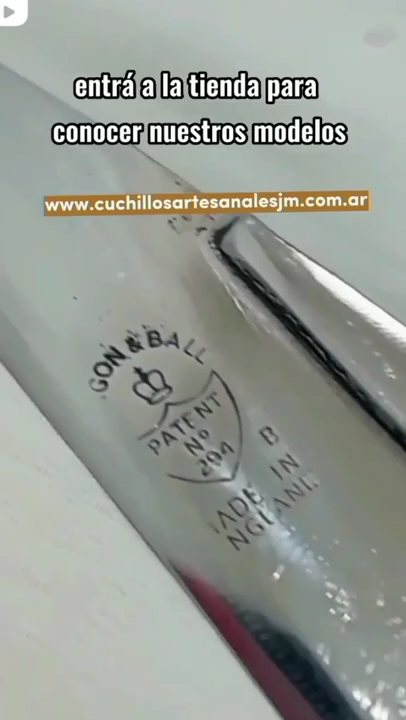 entrá a la tienda para
conocer nuestros modelos
www.cuchillosartesanalesjm.com.ar
GON & BALL
PATENT
Nº
294
B
MADE IN
NGLAND